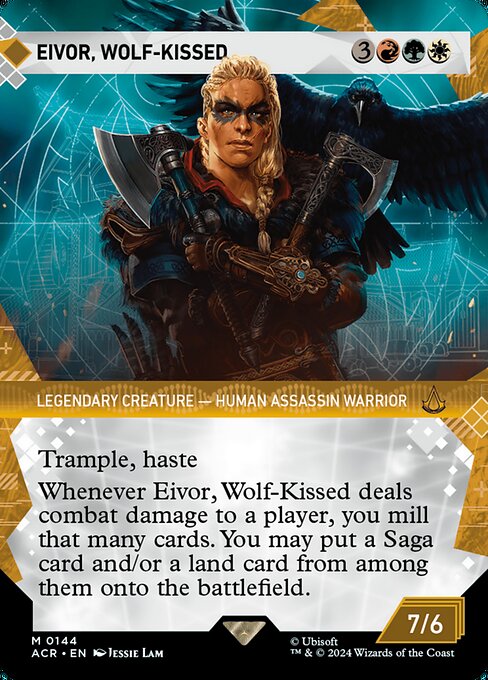 EIVOR, WOLF-KISSED 3
LEGENDARY CREATURE — HUMAN ASSASSIN WARRIOR
Trample, haste
Whenever Eivor, Wolf-Kissed deals
combat damage to a player, you mill
that many cards. You may put a Saga
card and/or a land card from among
them onto the battlefield.
7/6
M 0144
ACR • EN JESSIE LAM
© Ubisoft
™ & © 2024 Wizards of the Coast